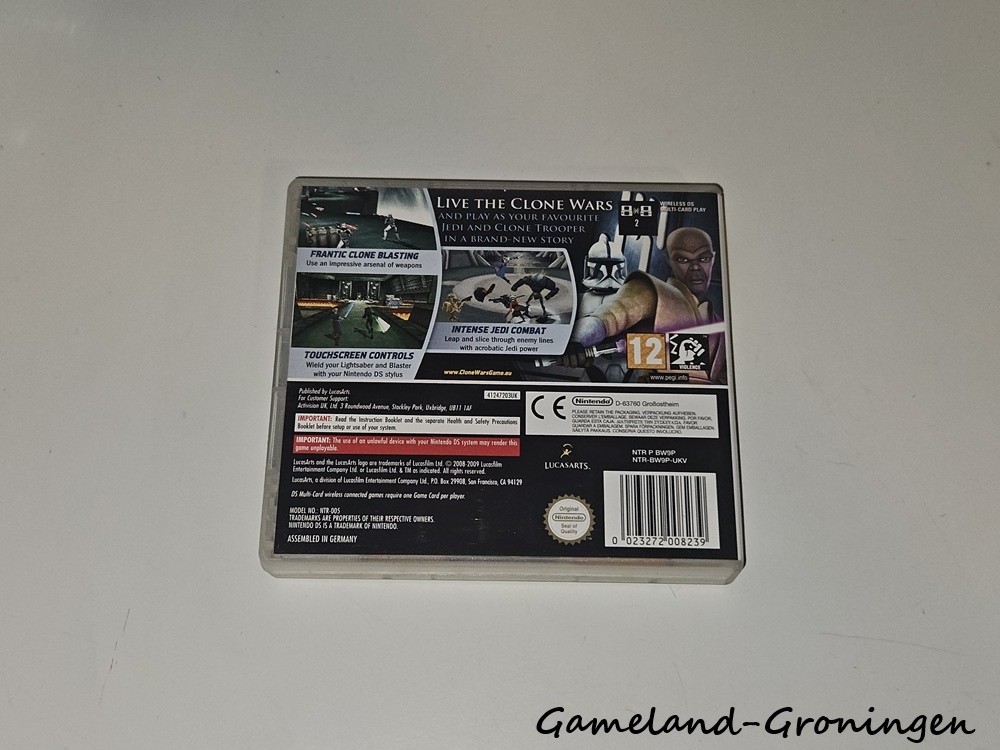 LIVE THE CLONE WARS
AND PLAY AS YOUR FAVOURITE
JEDI AND CLONE TROOPER
IN A BRAND-NEW STORY
2
WIRELESS DS
MULTI-CARD PLAY
FRANTIC CLONE BLASTING
Use an impressive arsenal of weapons
INTENSE JEDI COMBAT
Leap and slice through enemy lines
with acrobatic Jedi power
TOUCHSCREEN CONTROLS
Wield your Lightsaber and Blaster
with your Nintendo DS stylus
www.CloneWarsGame.eu
12
VIOLENCE
www.pegi.info
Published by LucasArts.
For Customer Support:
Activision UK, Ltd. 3 Roundwood Avenue, Stockley Park, Uxbridge, UB11 1AF
41247203UK
IMPORTANT: Read the Instruction Booklet and the separate Health and Safety Precautions
Booklet before setup or use of your system.
IMPORTANT: The use of an unlawful device with your Nintendo DS system may render this
game unplayable.
LucasArts and the LucasArts logo are trademarks of Lucasfilm Ltd. © 2008-2009 Lucasfilm
Entertainment Company Ltd. or Lucasfilm Ltd. & TM as indicated. All rights reserved.
LucasArts, a division of Lucasfilm Entertainment Company Ltd., P.O. Box 29908, San Francisco, CA 94129
DS Multi-Card wireless connected games require one Game Card per player.
MODEL NO.: NTR-005
TRADEMARKS ARE PROPERTIES OF THEIR RESPECTIVE OWNERS.
NINTENDO DS IS A TRADEMARK OF NINTENDO.
ASSEMBLED IN GERMANY
CE
Nintendo D-63760 Großostheim
PLEASE RETAIN THE PACKAGING. VERPACKUNG AUFHEBEN.
LUCASARTS.
NTR P BW9P
NTR-BW9P-UKV
Original
Nintendo
Seal of
Quality
0 023272 008239
Gameland-Groningen